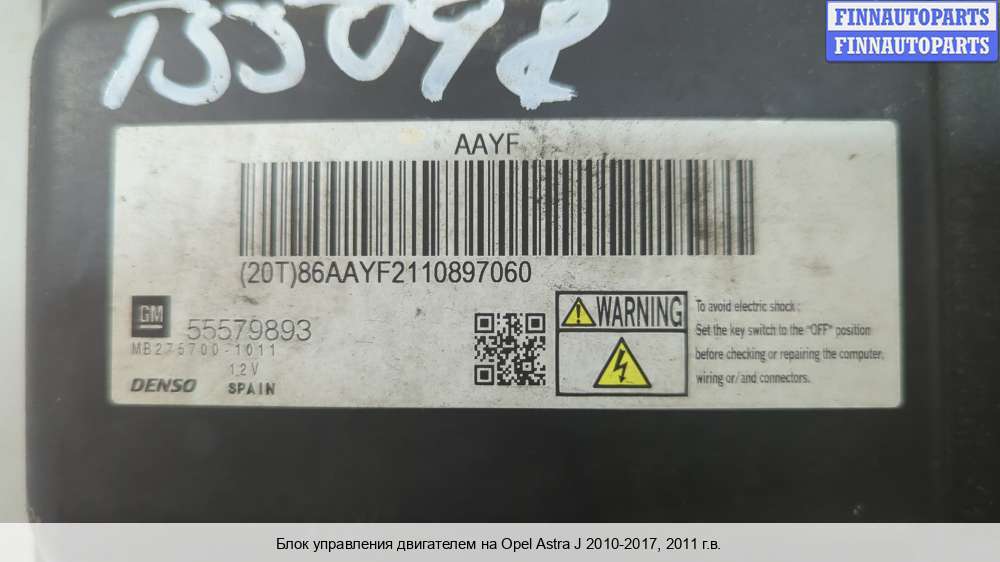 FINNAUTOPARTS
FINNAUTOPARTS
AAYF
(20T)86AAYF2110897060
GM
55579893
MB275700-1011
12V
DENSO SPAIN
WARNING
To avoid electric shock :
Set the key switch to the "OFF" position
before checking or repairing the computer,
wiring or/and connectors.
Блок управления двигателем на Opel Astra J 2010-2017, 2011 г.в.